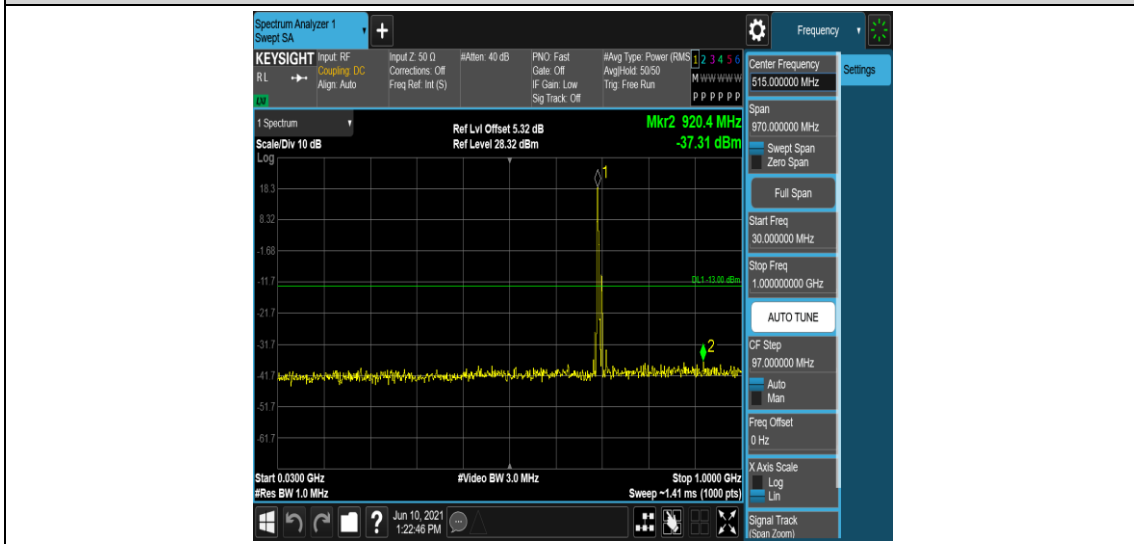 Spectrum Analyzer 1
Swept SA
+
Frequency
KEYSIGHT
RL
LXI
Input: RF
Coupling: DC
Align: Auto
Input Z: 50 Ω
Corrections: Off
Freq Ref: Int (S)
#Atten: 40 dB
PNO: Fast
Gate: Off
IF Gain: Low
Sig Track: Off
#Avg Type: Power (RMS
Avg|Hold: 50/50
Trig: Free Run
1 2 3 4 5 6
M W W W W W
P P P P P P
Center Frequency
515.000000 MHz
Settings
Span
970.000000 MHz
Swept Span
Zero Span
Full Span
Start Freq
30.000000 MHz
Stop Freq
1.000000000 GHz
AUTO TUNE
CF Step
97.000000 MHz
Auto
Man
Freq Offset
0 Hz
X Axis Scale
Log
Lin
Signal Track
(Span Zoom)
1 Spectrum
Scale/Div 10 dB
Ref Lvl Offset 5.32 dB
Ref Level 28.32 dBm
Mkr2 920.4 MHz
-37.31 dBm
Log
1
18.3
8.32
-1.68
-11.7
DL1 -13.00 dBm
-21.7
-31.7
2
-41.7
-51.7
-61.7
Start 0.0300 GHz
#Video BW 3.0 MHz
Stop 1.0000 GHz
#Res BW 1.0 MHz
Sweep ~1.41 ms (1000 pts)
?
Jun 10, 2021
1:22:46 PM